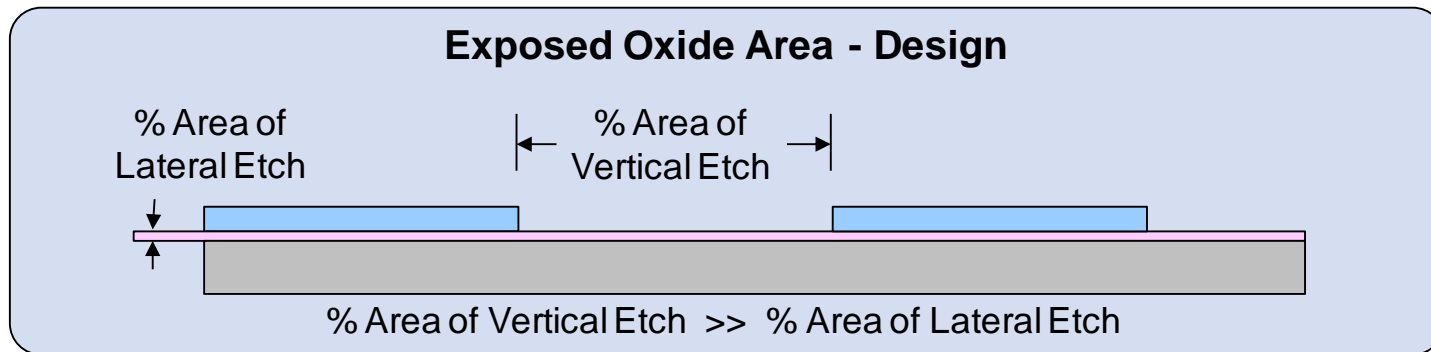 Exposed Oxide Area - Design
% Area of
Lateral Etch
% Area of
Vertical Etch
% Area of Vertical Etch >> % Area of Lateral Etch